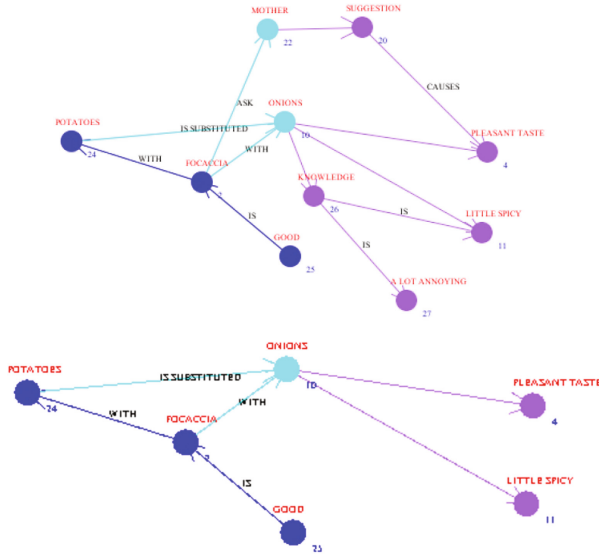 MOTHER
SUGGESTION
22
20
CAUSES
ASK
ONIONS
POTATOES
IS SUBSTITUTED
10
PLEASANT TASTE
24
WITH
WITH
4
FOCACCIA
KNOWLEDGE
26
IS
LITTLE SPICY
IS
11
GOOD
IS
25
A LOT ANNOYING
27
ONIONS
POTATOES
IS SUBSTITUTED
10
PLEASANT TASTE
24
WITH
WITH
4
FOCACCIA
IS
LITTLE SPICY
GOOD
11
25